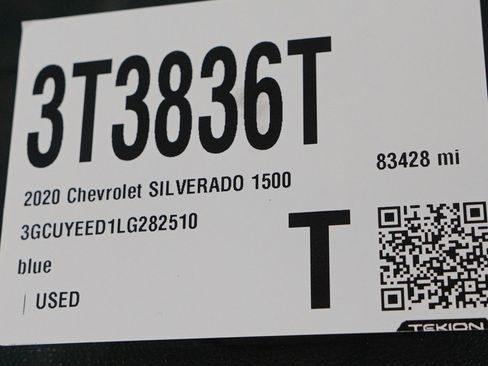 3T3836T
83428 mi
2020 Chevrolet SILVERADO 1500
3GCUYEED1LG282510
T
blue
| USED
TEKION